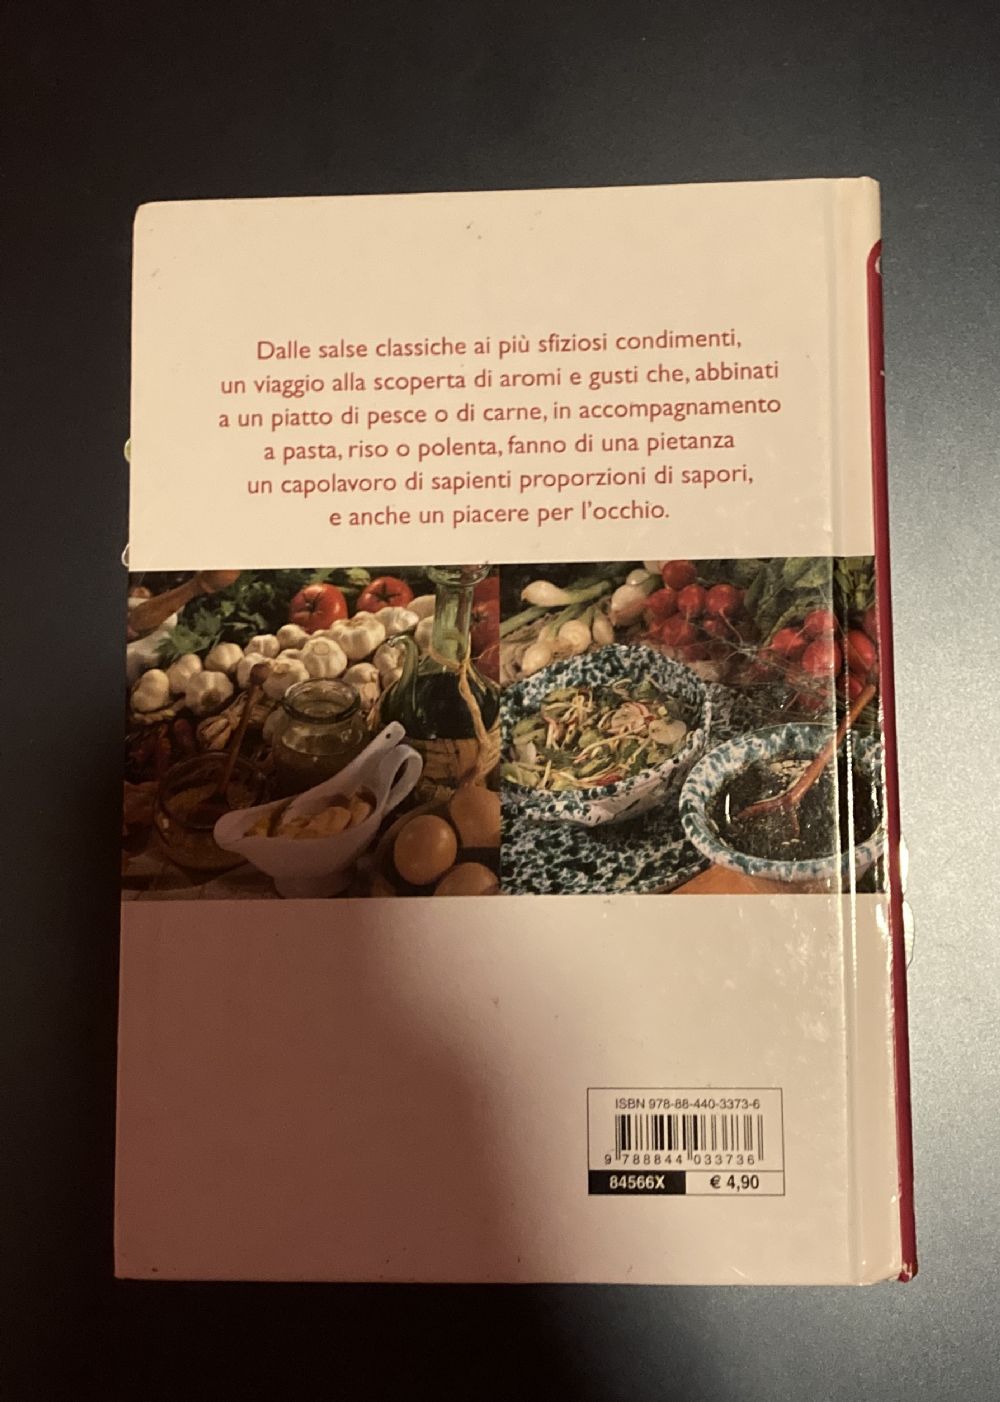 Dalle salse classiche ai più sfiziosi condimenti,
un viaggio alla scoperta di aromi e gusti che, abbinati
a un piatto di pesce o di carne, in accompagnamento
a pasta, riso o polenta, fanno di una pietanza
un capolavoro di sapienti proporzioni di sapori,
e anche un piacere per l'occhio.
ISBN 978-88-440-3373-6
9 788844 033736
84566X € 4,90